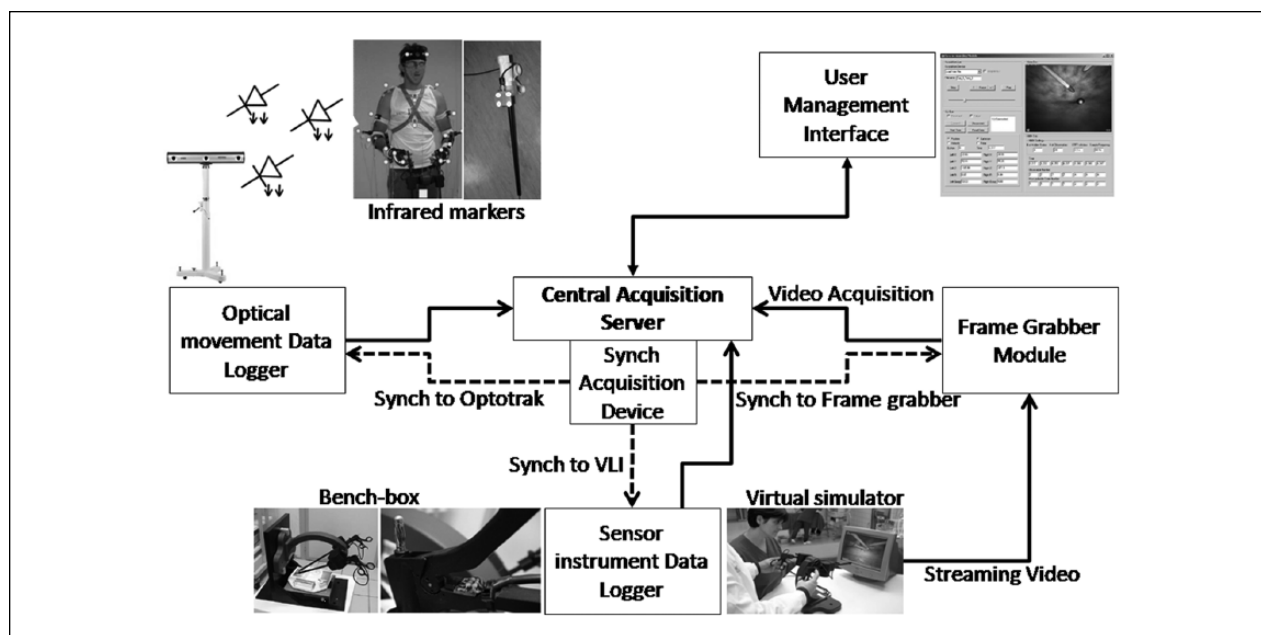 User
Management
Interface
Infrared markers
Optical
movement Data
Logger
Central Acquisition
Server
Video Acquisition
Frame Grabber
Module
Synch
Acquisition
Device
Synch to Optotrak
Synch to Frame grabber
Synch to VLI
Bench-box
Sensor
instrument Data
Logger
Virtual simulator
Streaming Video